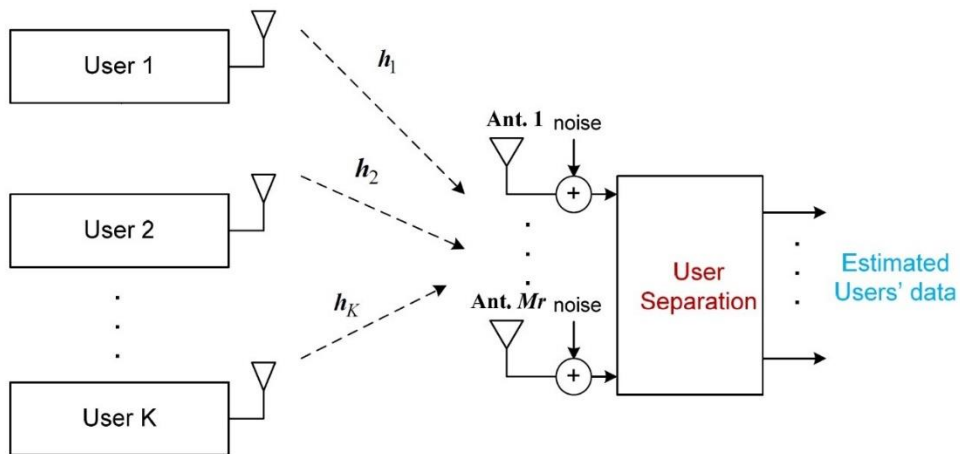 User 1
h1
Ant. 1 noise
+
User 2
h2
User
Separation
Estimated
Users' data
hK
Ant. Mr noise
+
User K